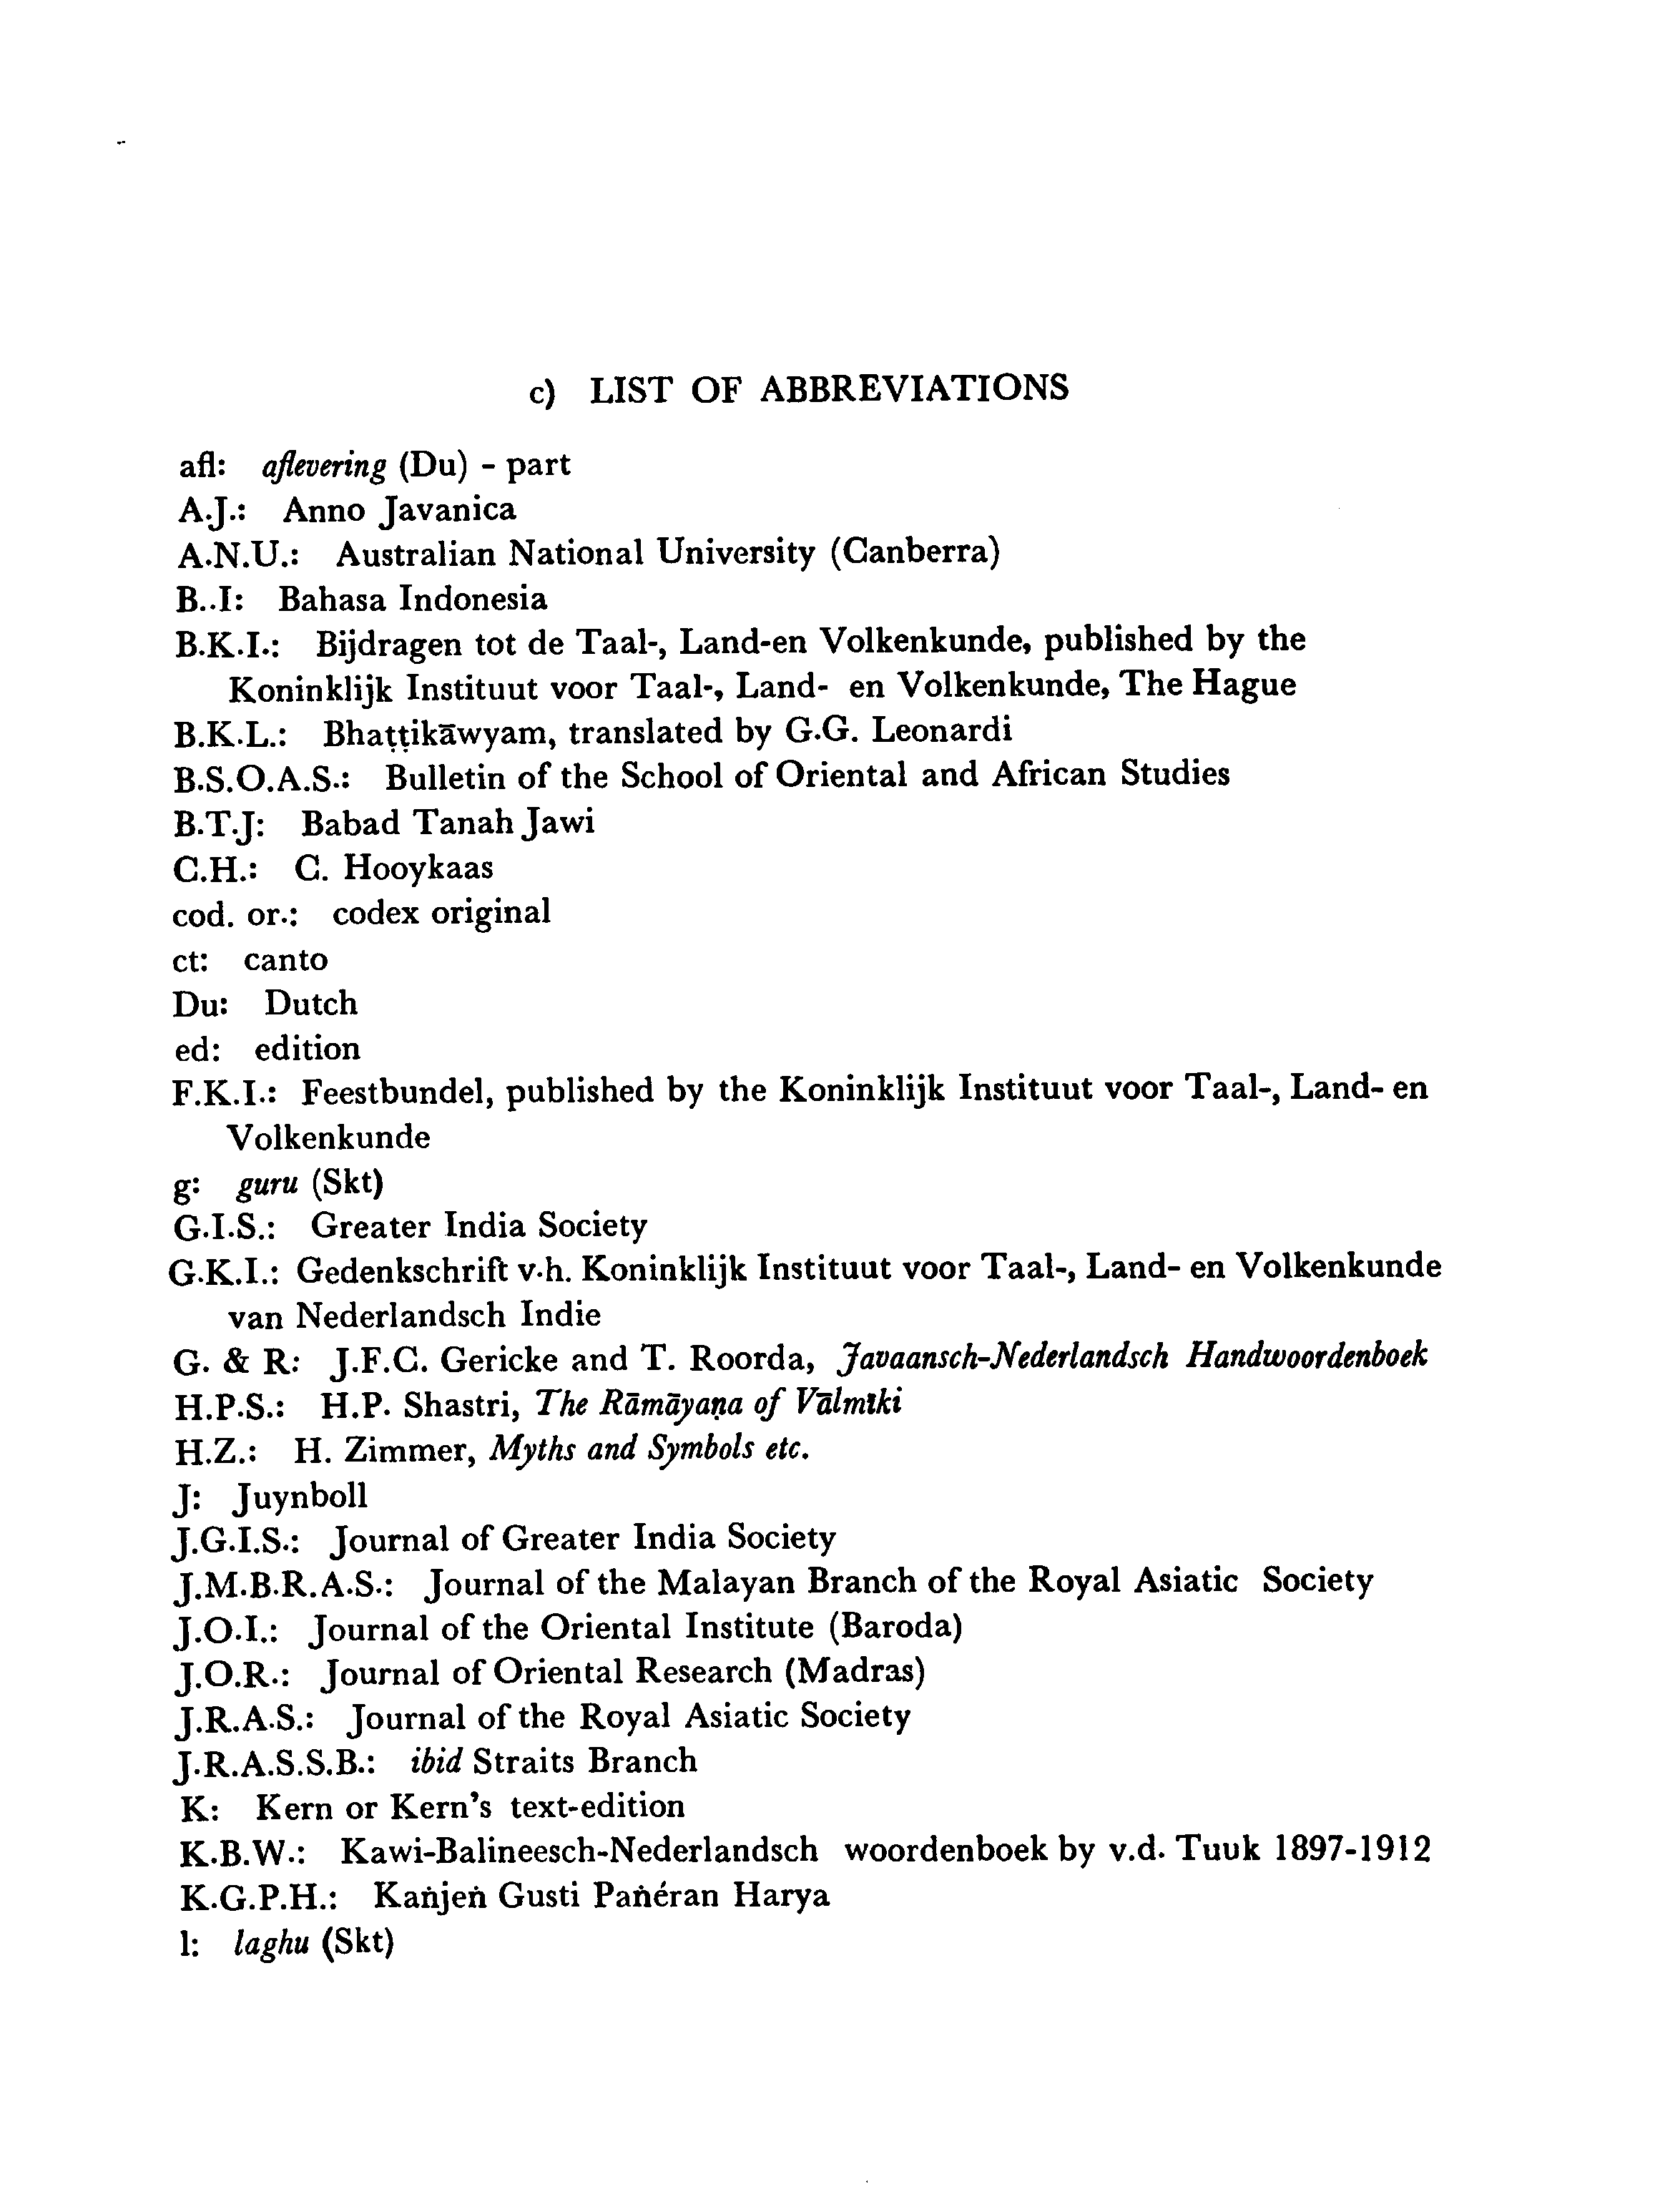 c) LIST OF ABBREVIATIONS
afl: aflevering (Du) - part
A.J.: Anno Javanica
A.N.U.: Australian National University (Canberra)
B..I: Bahasa Indonesia
B.K.I.: Bijdragen tot de Taal-, Land-en Volkenkunde, published by the
Koninklijk Instituut voor Taal-, Land- en Volkenkunde, The Hague
B.K.L.: Bhaṭṭikāwyam, translated by G.G. Leonardi
B.S.O.A.S.: Bulletin of the School of Oriental and African Studies
B.T.J: Babad Tanah Jawi
C.H.: C. Hooykaas
cod. or.: codex original
ct: canto
Du: Dutch
ed: edition
F.K.I.: Feestbundel, published by the Koninklijk Instituut voor Taal-, Land- en
Volkenkunde
g: guru (Skt)
G.I.S.: Greater India Society
G.K.I.: Gedenkschrift v.h. Koninklijk Instituut voor Taal-, Land- en Volkenkunde
van Nederlandsch Indie
G. & R: J.F.C. Gericke and T. Roorda, Javaansch-Nederlandsch Handwoordenboek
H.P.S.: H.P. Shastri, The Rāmāyaṇa of Vālmīki
H.Z.: H. Zimmer, Myths and Symbols etc.
J: Juynboll
J.G.I.S.: Journal of Greater India Society
J.M.B.R.A.S.: Journal of the Malayan Branch of the Royal Asiatic Society
J.O.I.: Journal of the Oriental Institute (Baroda)
J.O.R.: Journal of Oriental Research (Madras)
J.R.A.S.: Journal of the Royal Asiatic Society
J.R.A.S.S.B.: ibid Straits Branch
K: Kern or Kern's text-edition
K.B.W.: Kawi-Balineesch-Nederlandsch woordenboek by v.d. Tuuk 1897-1912
K.G.P.H.: Kaṅjeṅ Gusti Paṅéran Harya
l: laghu (Skt)